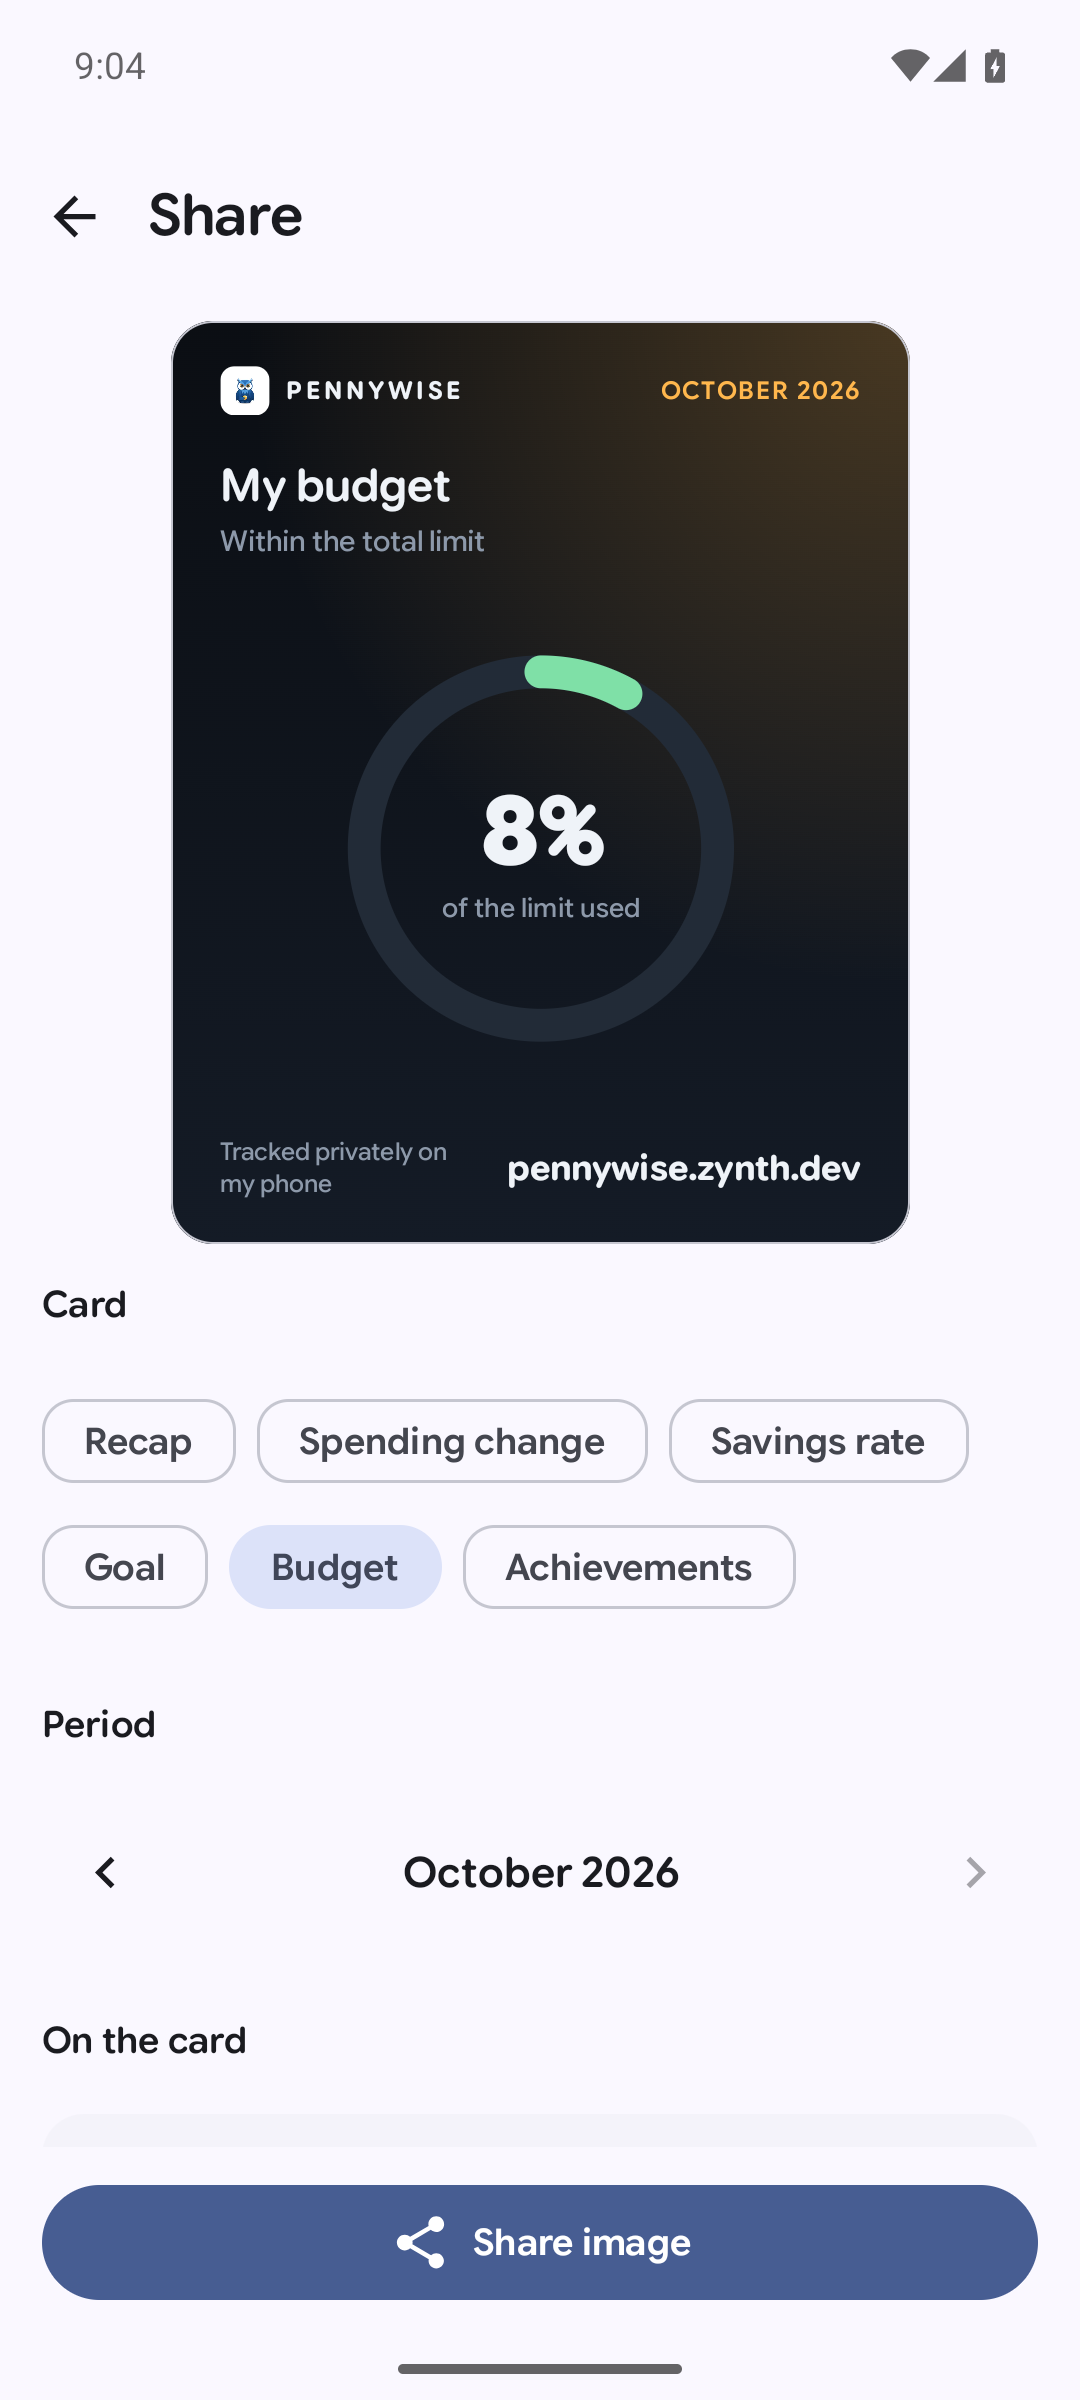 9:04
Share
PENNYWISE
OCTOBER 2026
My budget
Within the total limit
8%
of the limit used
Tracked privately on
my phone
pennywise.zynth.dev
Card
Recap
Spending change
Savings rate
Goal
Budget
Achievements
Period
October 2026
On the card
Share image